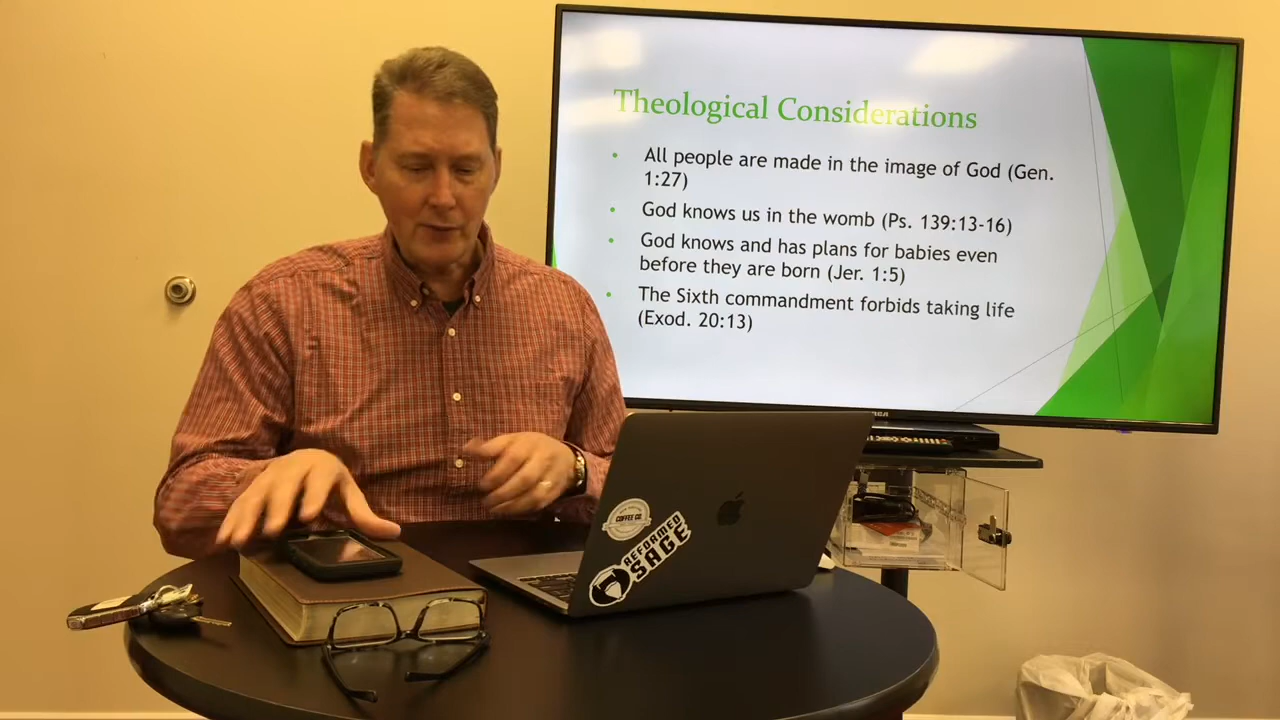 Theological Considerations
• All people are made in the image of God (Gen.
1:27)
• God knows us in the womb (Ps. 139:13-16)
• God knows and has plans for babies even
before they are born (Jer. 1:5)
• The Sixth commandment forbids taking life
(Exod. 20:13)
RCA
COFFEE CO.
REFORMED
SAGE